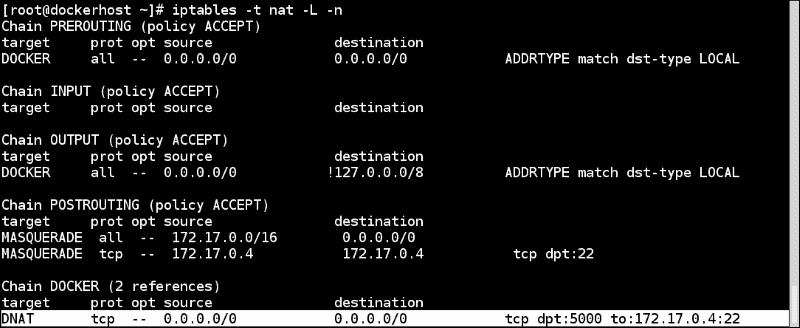 [root@dockerhost ~]# iptables -t nat -L -n
Chain PREROUTING (policy ACCEPT)
target     prot opt source               destination
DOCKER     all  --  0.0.0.0/0            0.0.0.0/0            ADDRTYPE match dst-type LOCAL
Chain INPUT (policy ACCEPT)
target     prot opt source               destination
Chain OUTPUT (policy ACCEPT)
target     prot opt source               destination
DOCKER     all  --  0.0.0.0/0           !127.0.0.0/8          ADDRTYPE match dst-type LOCAL
Chain POSTROUTING (policy ACCEPT)
target     prot opt source               destination
MASQUERADE  all  --  172.17.0.0/16        0.0.0.0/0
MASQUERADE  tcp  --  172.17.0.4           172.17.0.4           tcp dpt:22
Chain DOCKER (2 references)
target     prot opt source               destination
DNAT       tcp  --  0.0.0.0/0            0.0.0.0/0            tcp dpt:5000 to:172.17.0.4:22